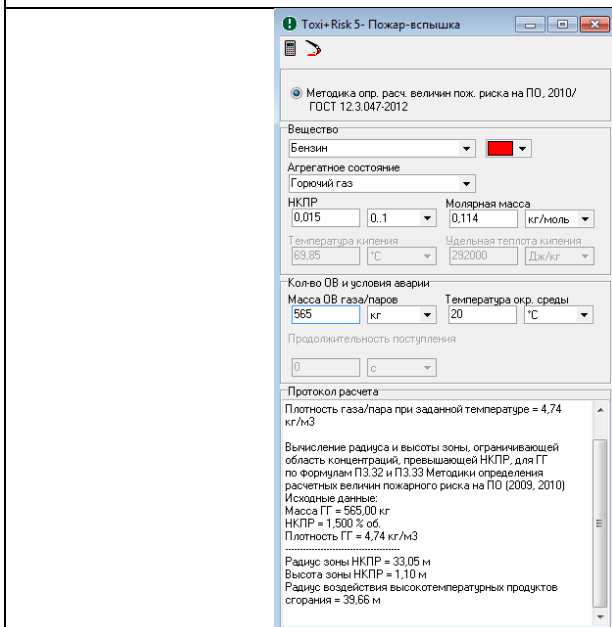 Toxi+Risk 5- Пожар-вспышка
Методика опр. расч. величин пож. риска на ПО, 2010/
ГОСТ 12.3.047-2012
Вещество
Бензин
Агрегатное состояние
Горючий газ
НКПР Молярная масса
0,015 0..1 0,114 кг/моль
Температура кипения Удельная теплота кипения
69,85 °C 292000 Дж/кг
Кол-во ОВ и условия аварии
Масса ОВ газа/паров Температура окр. среды
565 кг 20 °C
Продолжительность поступления
0 с
Протокол расчета
Плотность газа/пара при заданной температуре = 4,74
кг/м3
Вычисление радиуса и высоты зоны, ограничивающей
область концентраций, превышающей НКПР, для ГГ
по формулам П3.32 и П3.33 Методики определения
расчетных величин пожарного риска на ПО (2009, 2010)
Исходные данные:
Масса ГГ = 565,00 кг
НКПР = 1,500 % об.
Плотность ГГ = 4,74 кг/м3
----------------------------------------
Радиус зоны НКПР = 33,05 м
Высота зоны НКПР = 1,10 м
Радиус воздействия высокотемпературных продуктов
сгорания = 39,66 м